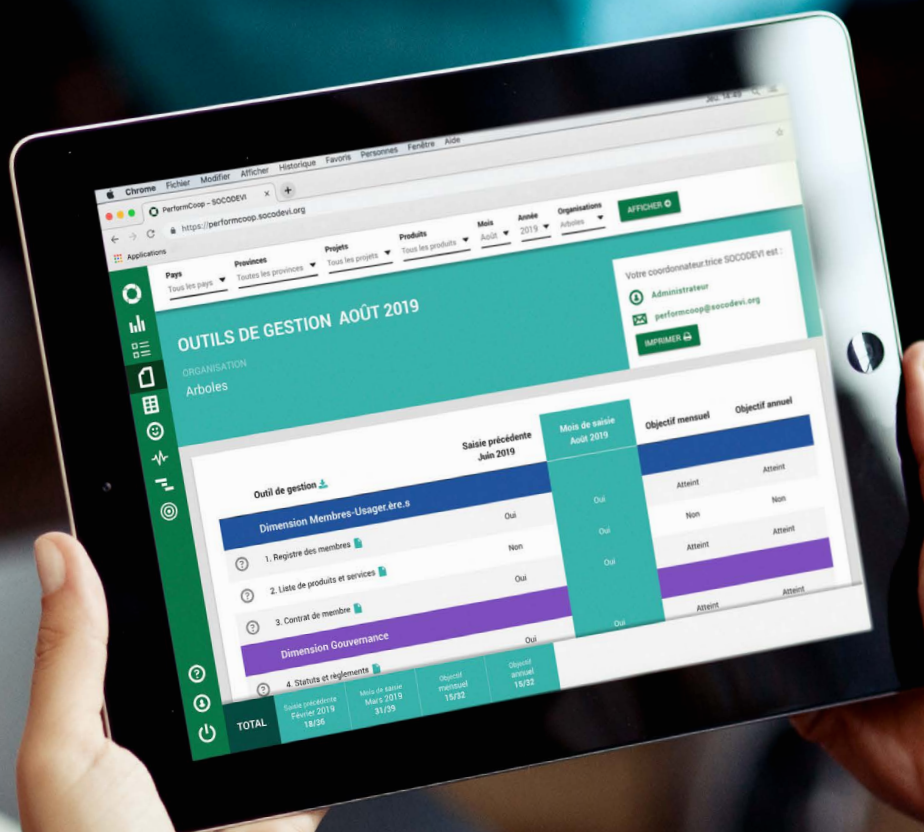 Jeu. 14:49
Chrome Fichier Modifier Afficher Historique Favoris Personnes Fenêtre Aide
PerformCoop - SOCODEVI × +
https://performcoop.socodevi.org
Applications
Pays Provinces Projets Produits Mois Année Organisations
Tous les pays Toutes les provinces Tous les projets Tous les produits Août 2019 Arboles AFFICHER
OUTILS DE GESTION AOÛT 2019
ORGANISATION
Arboles
Votre coordonnateur.trice SOCODEVI est :
Administrateur
performcoop@socodevi.org
IMPRIMER
Outil de gestion Saisie précédente Mois de saisie Objectif mensuel Objectif annuel
Juin 2019 Août 2019
Dimension Membres-Usager.ère.s
? 1. Registre des membres Oui Oui Atteint Atteint
? 2. Liste de produits et services Non Oui Non Non
? 3. Contrat de membre Oui Oui Atteint Atteint
Dimension Gouvernance
? 4. Statuts et règlements Oui Oui Atteint Atteint
?
TOTAL
Saisie précédente
Février 2019
18/36
Mois de saisie
Mars 2019
31/39
Objectif
mensuel
15/32
Objectif
annuel
15/32